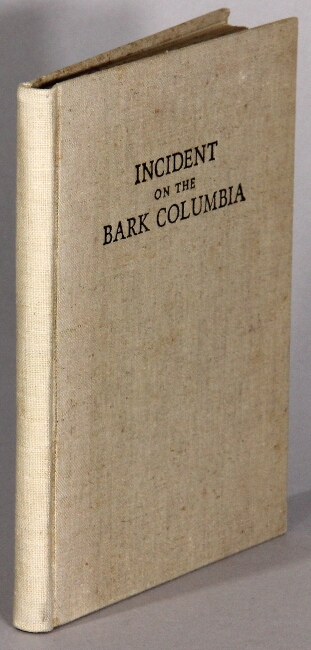 INCIDENT
ON THE
BARK COLUMBIA